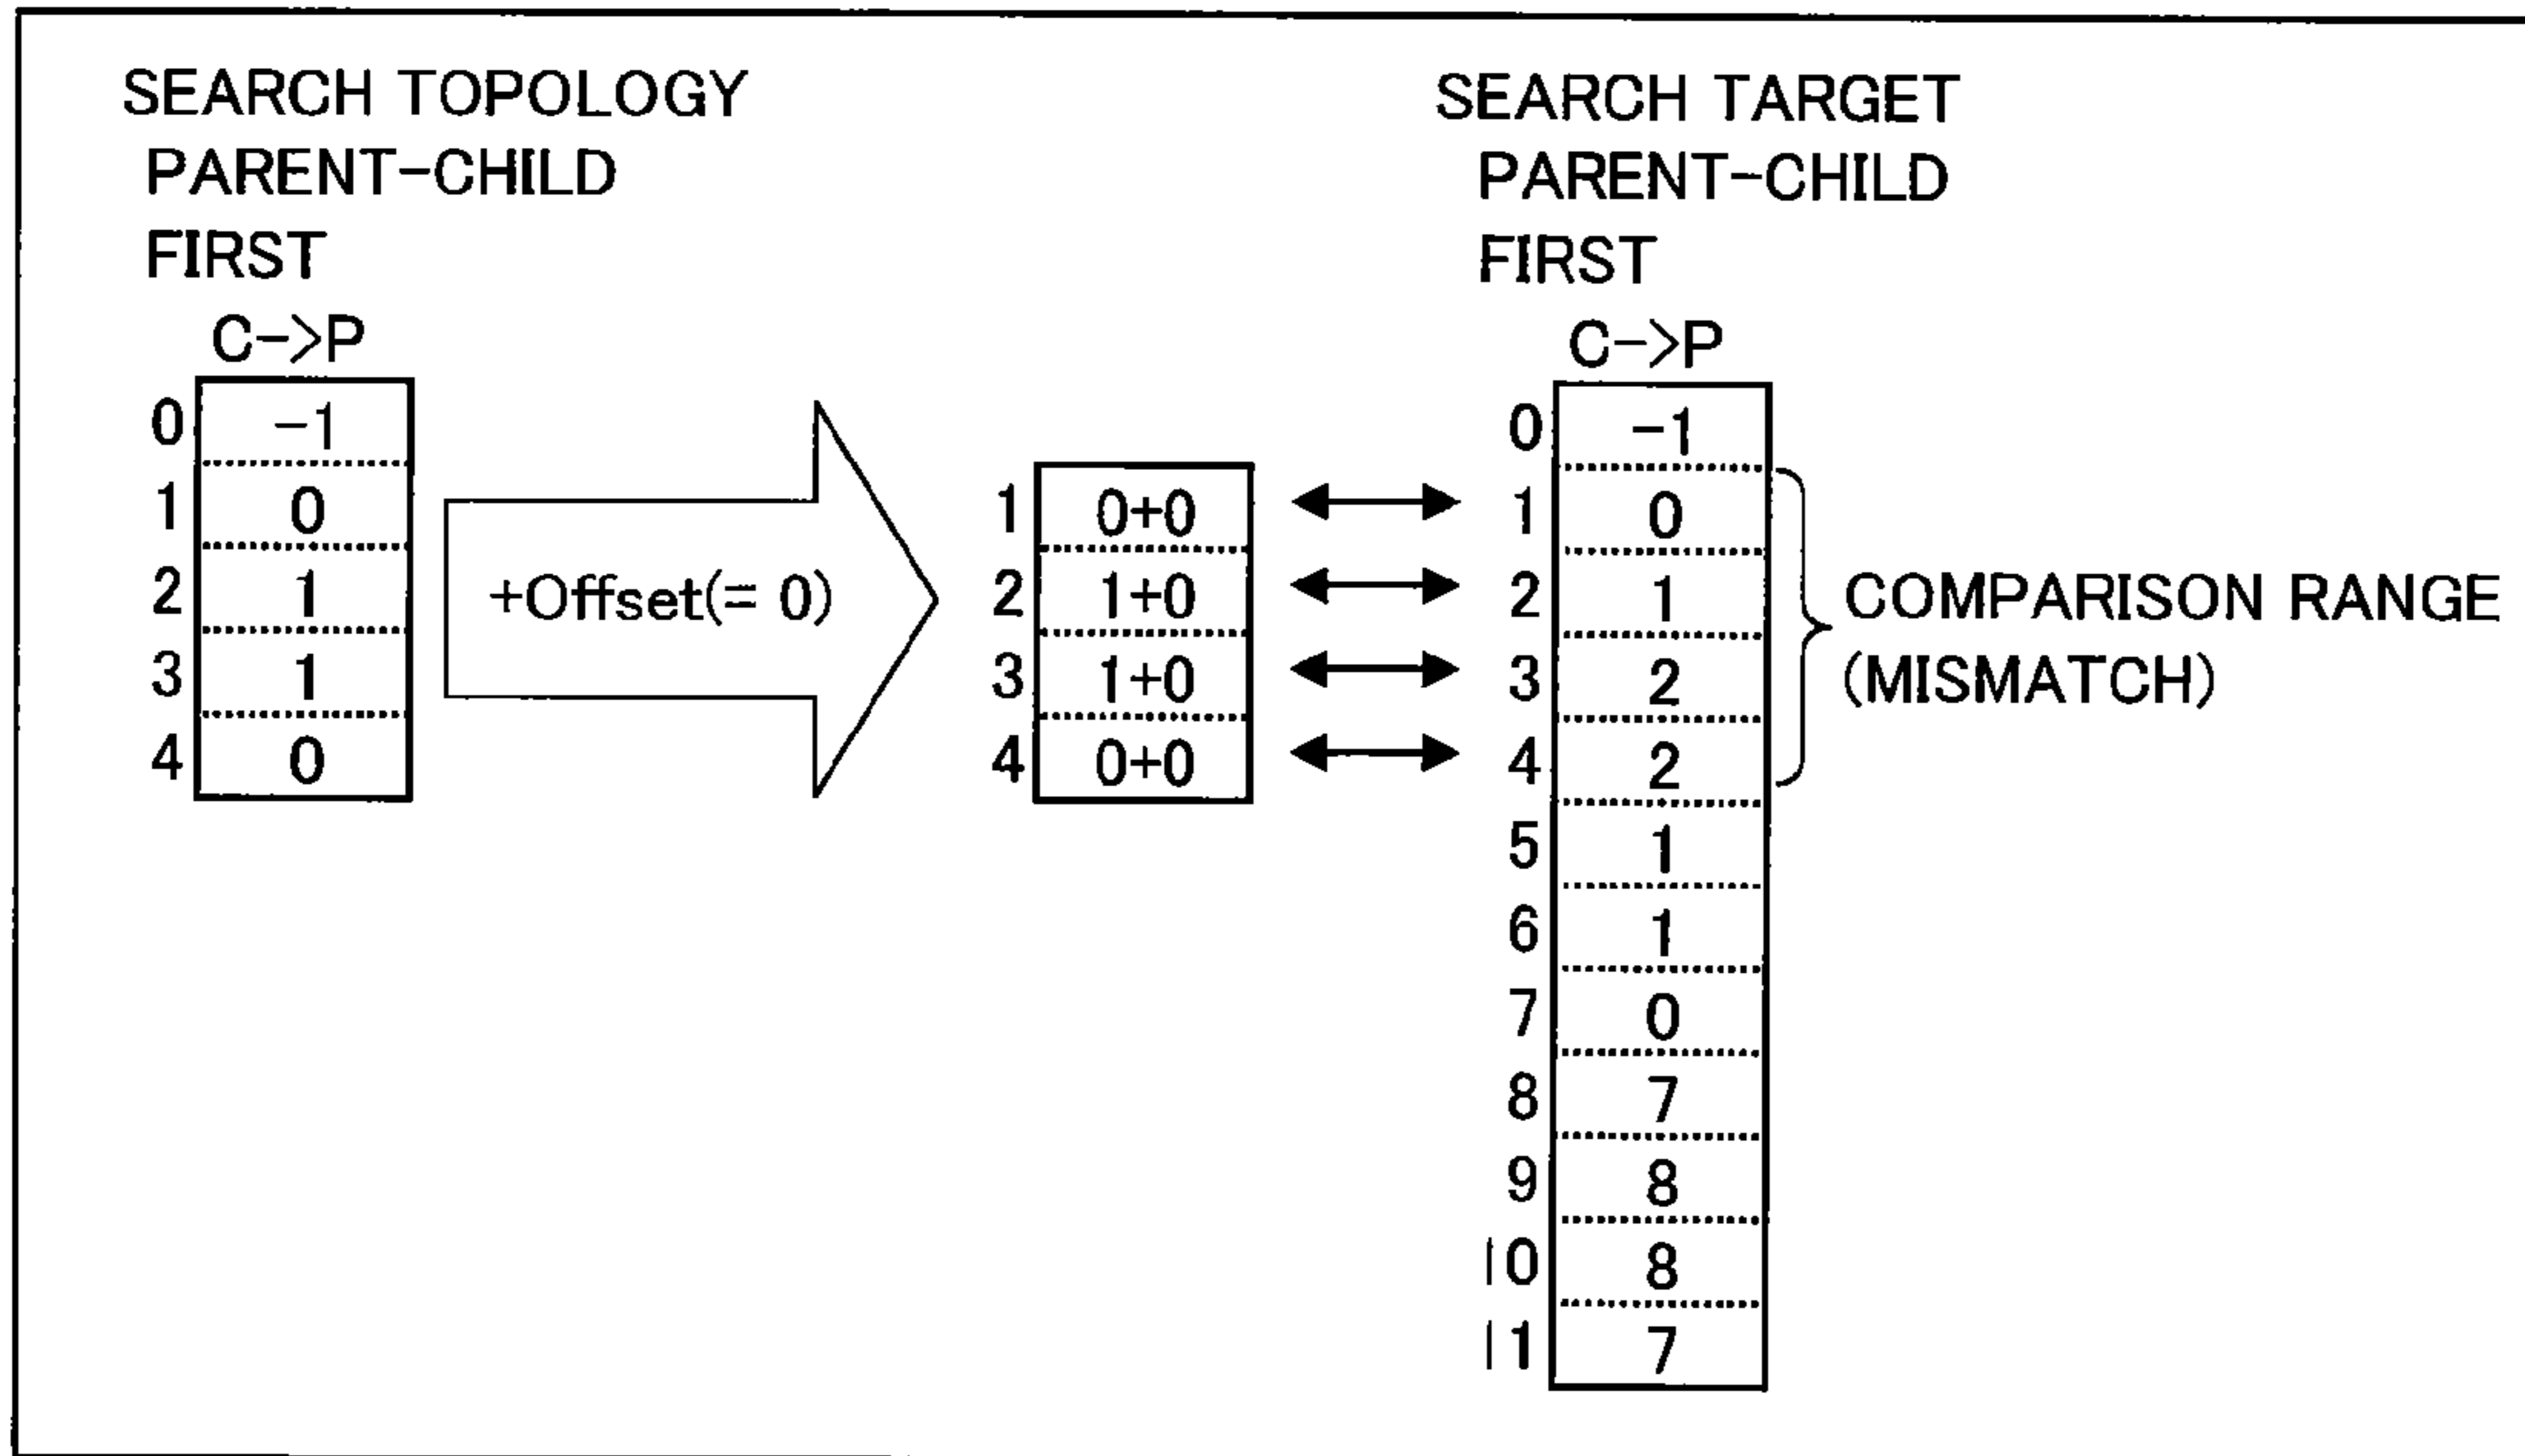 SEARCH TOPOLOGY
PARENT-CHILD
FIRST
C->P
0 -1
1 0
2 1
3 1
4 0
+Offset(= 0)
1 0+0
2 1+0
3 1+0
4 0+0
SEARCH TARGET
PARENT-CHILD
FIRST
C->P
0 -1
1 0
2 1
3 2
4 2
5 1
6 1
7 0
8 7
9 8
10 8
11 7
COMPARISON RANGE
(MISMATCH)